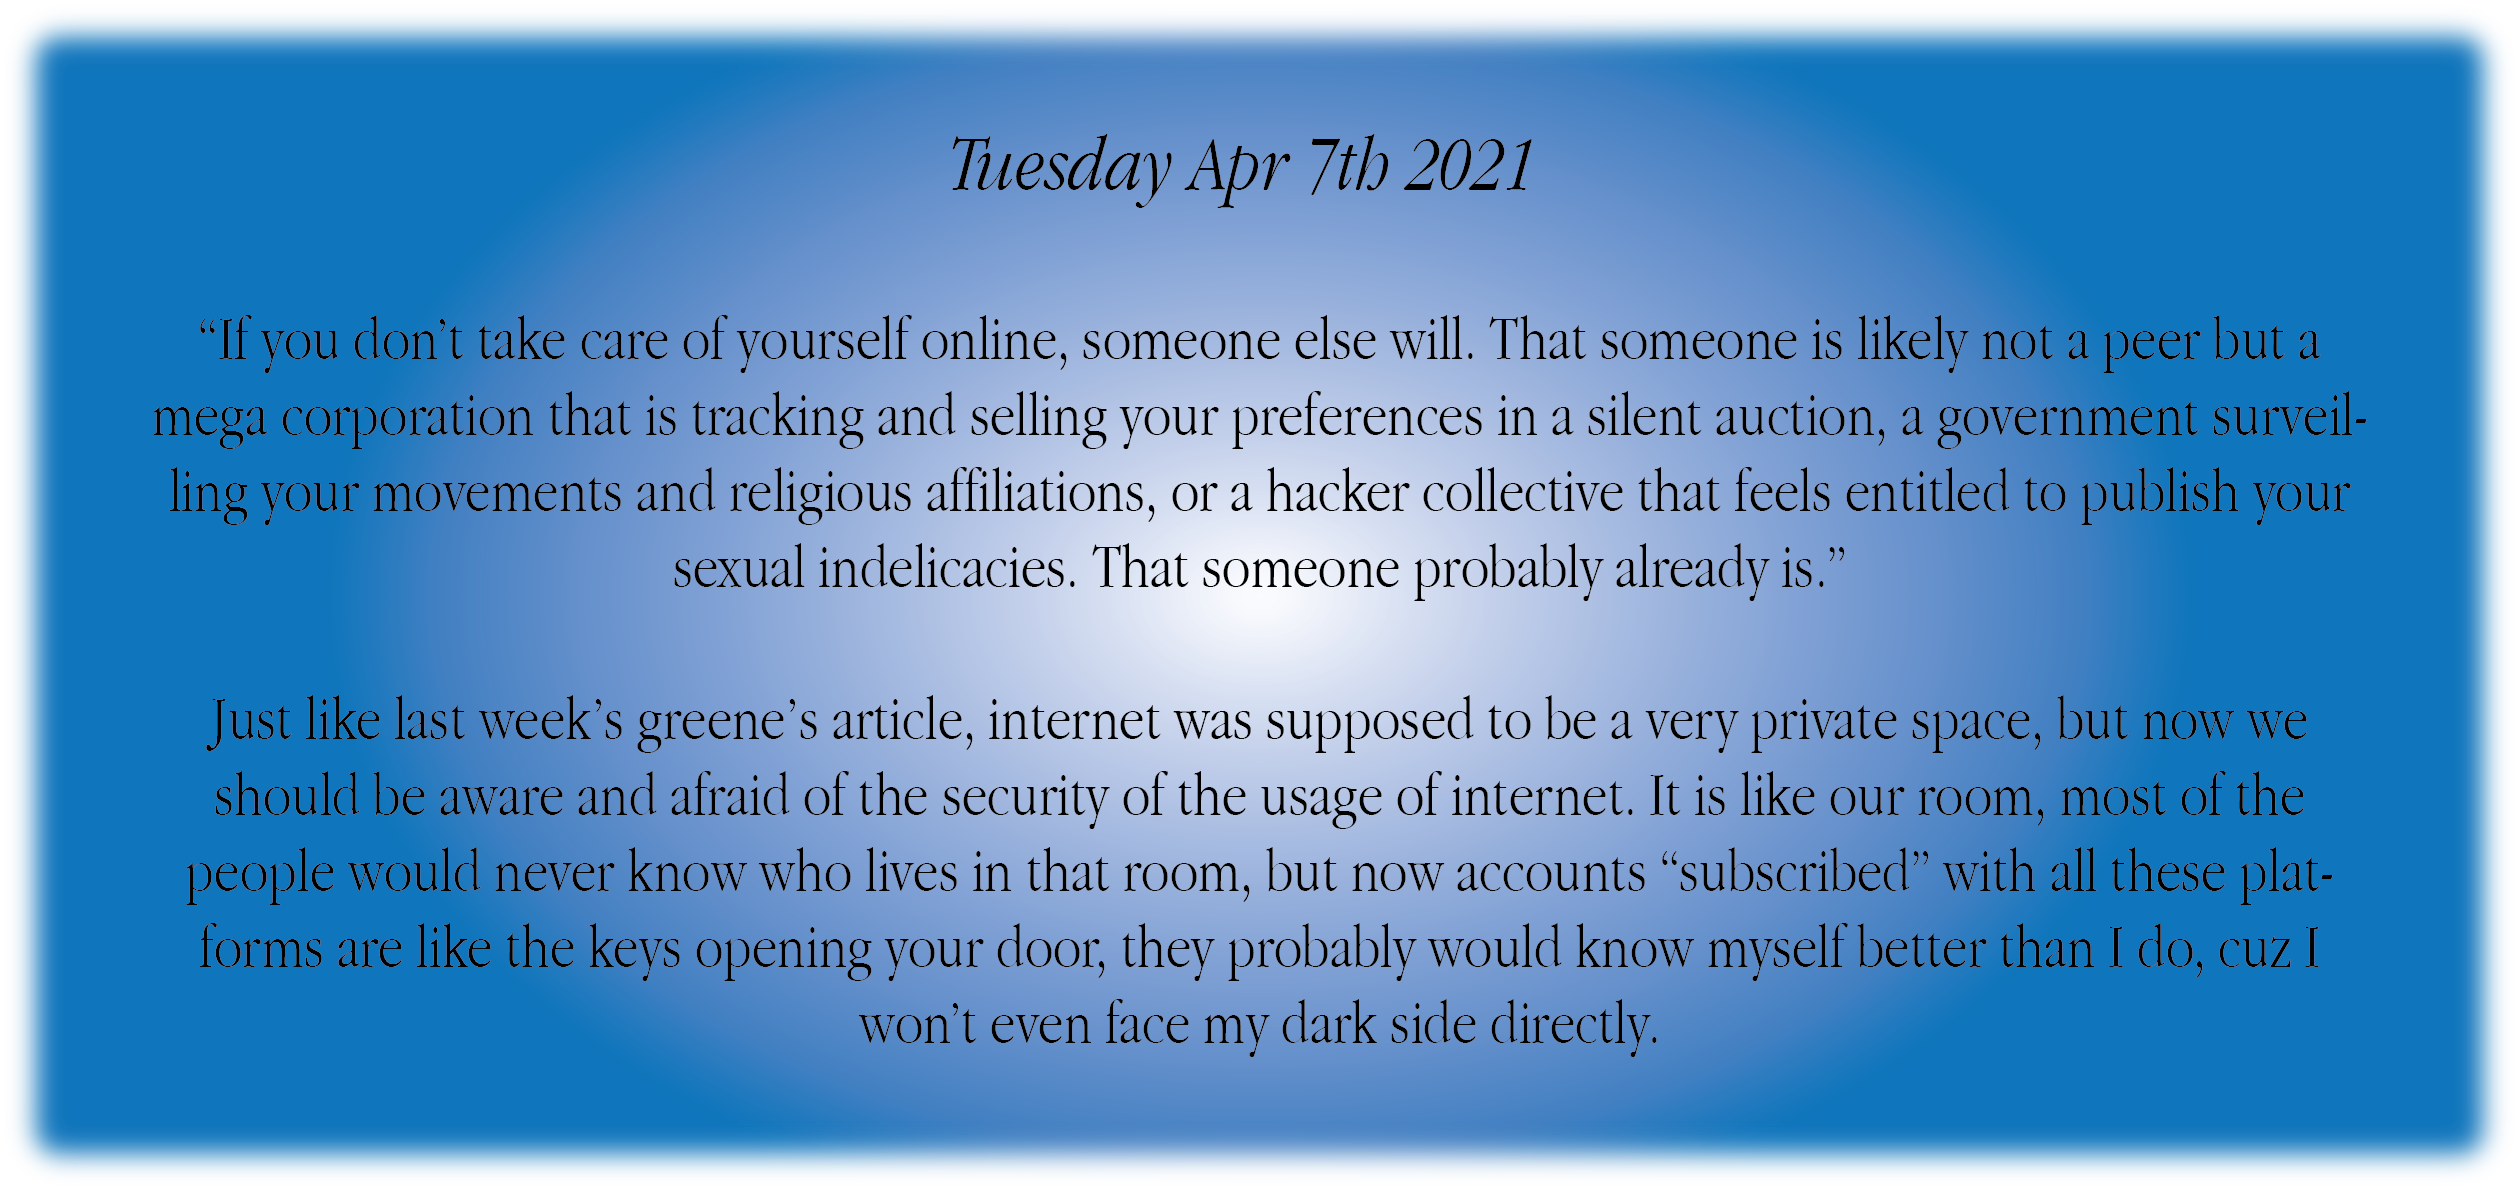 Tuesday Apr 7th 2021
“If you don’t take care of yourself online, someone else will. That someone is likely not a peer but a
mega corporation that is tracking and selling your preferences in a silent auction, a government surveil-
ling your movements and religious affiliations, or a hacker collective that feels entitled to publish your
sexual indelicacies. That someone probably already is.”
Just like last week’s greene’s article, internet was supposed to be a very private space, but now we
should be aware and afraid of the security of the usage of internet. It is like our room, most of the
people would never know who lives in that room, but now accounts “subscribed” with all these plat-
forms are like the keys opening your door, they probably would know myself better than I do, cuz I
won’t even face my dark side directly.